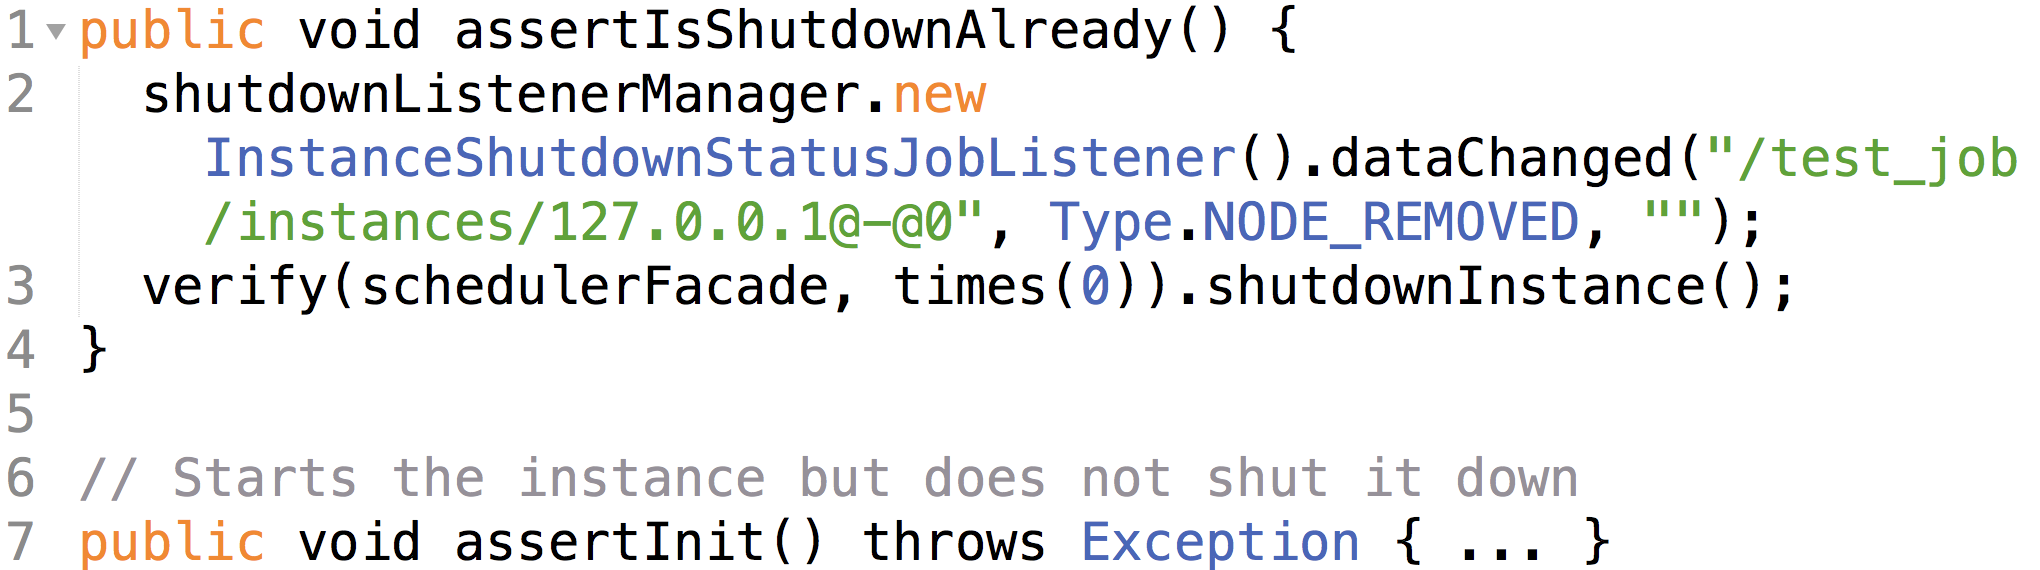 1 public void assertIsShutdownAlready() {
2 shutdownListenerManager.new
InstanceShutdownStatusJobListener().dataChanged("/test_job
/instances/127.0.0.1@-@0", Type.NODE_REMOVED, "");
3 verify(schedulerFacade, times(0)).shutdownInstance();
4 }
5
6 // Starts the instance but does not shut it down
7 public void assertInit() throws Exception { ... }